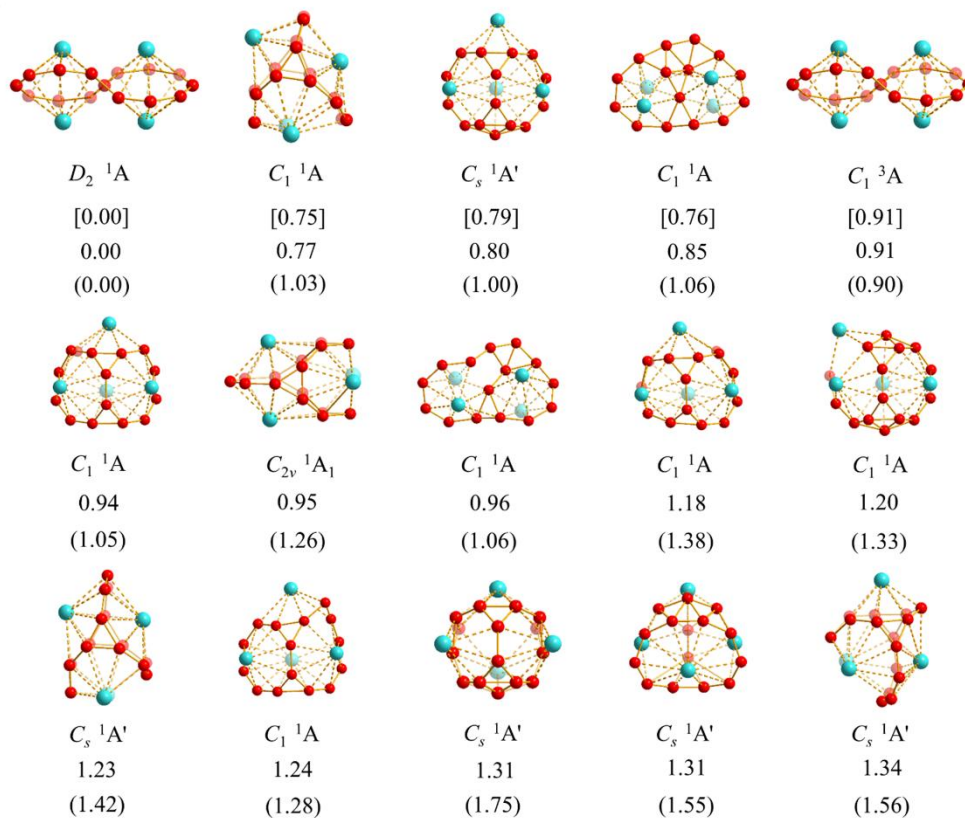 D₂ ¹A C₁ ¹A Cₛ ¹A' C₁ ¹A C₁ ³A
[0.00] [0.75] [0.79] [0.76] [0.91]
0.00 0.77 0.80 0.85 0.91
(0.00) (1.03) (1.00) (1.06) (0.90)
C₁ ¹A C₂ᵥ ¹A₁ C₁ ¹A C₁ ¹A C₁ ¹A
0.94 0.95 0.96 1.18 1.20
(1.05) (1.26) (1.06) (1.38) (1.33)
Cₛ ¹A' C₁ ¹A Cₛ ¹A' Cₛ ¹A' Cₛ ¹A'
1.23 1.24 1.31 1.31 1.34
(1.42) (1.28) (1.75) (1.55) (1.56)